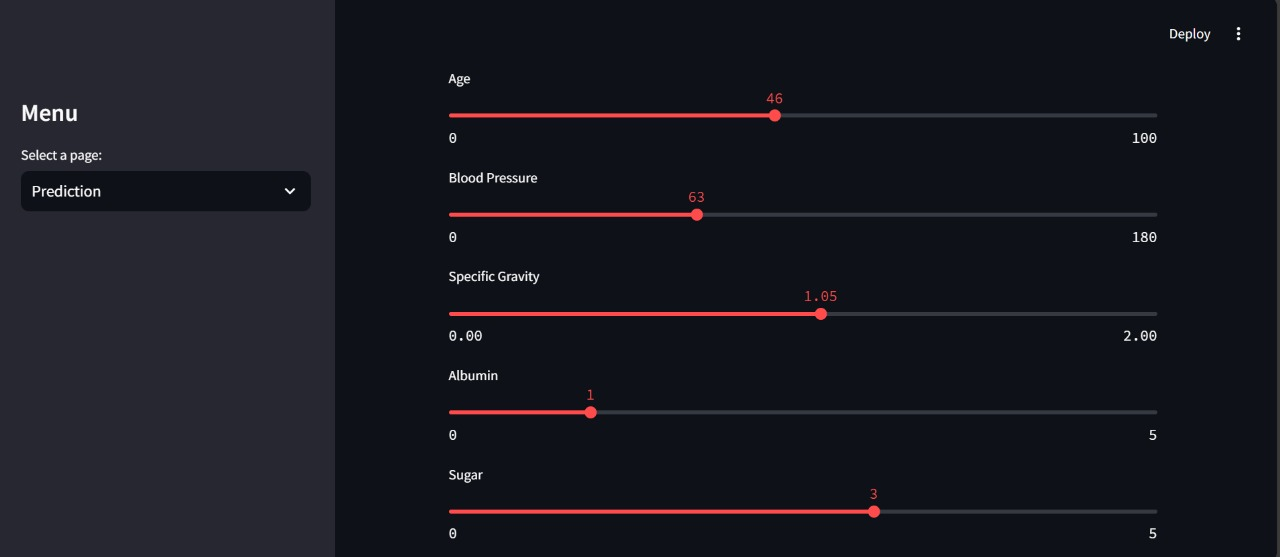 Deploy
Menu
Select a page:
Prediction
Age
46
0 100
Blood Pressure
63
0 180
Specific Gravity
1.05
0.00 2.00
Albumin
1
0 5
Sugar
3
0 5